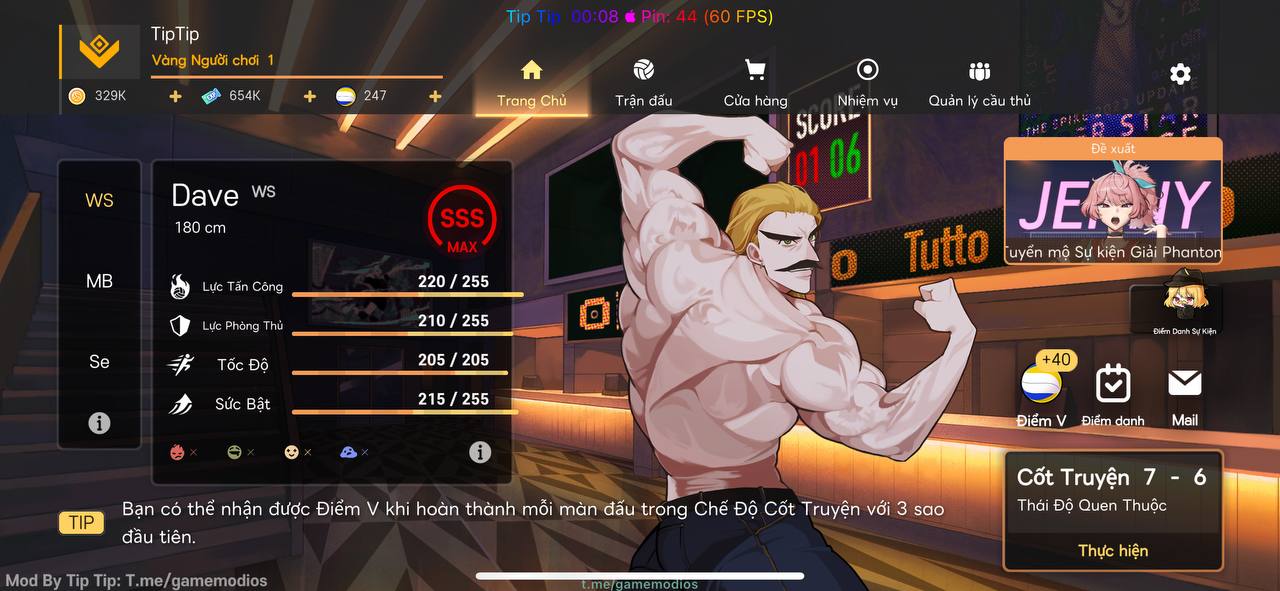 Tip Tip 00:08 Pin: 44 (60 FPS)
TipTip
Vàng Người chơi 1
329K
654K
247
Trang Chủ
Trận đấu
Cửa hàng
Nhiệm vụ
Quản lý cầu thủ
WS
MB
Se
Dave WS
180 cm
SSS
MAX
Lực Tấn Công 220 / 255
Lực Phòng Thủ 210 / 255
Tốc Độ 205 / 205
Sức Bật 215 / 255
SCORE
01 06
Tutto
THE SPIKE 2023 UPDATE
Đề xuất
JENNY
Tuyển mộ Sự kiện Giải Phanton
Điểm Danh Sự Kiện
+40
Điểm V
Điểm danh
Mail
Cốt Truyện 7 - 6
Thái Độ Quen Thuộc
Thực hiện
TIP
Bạn có thể nhận được Điểm V khi hoàn thành mỗi màn đấu trong Chế Độ Cốt Truyện với 3 sao
đầu tiên.
Mod By Tip Tip: T.me/gamemodios
t.me/gamemodios